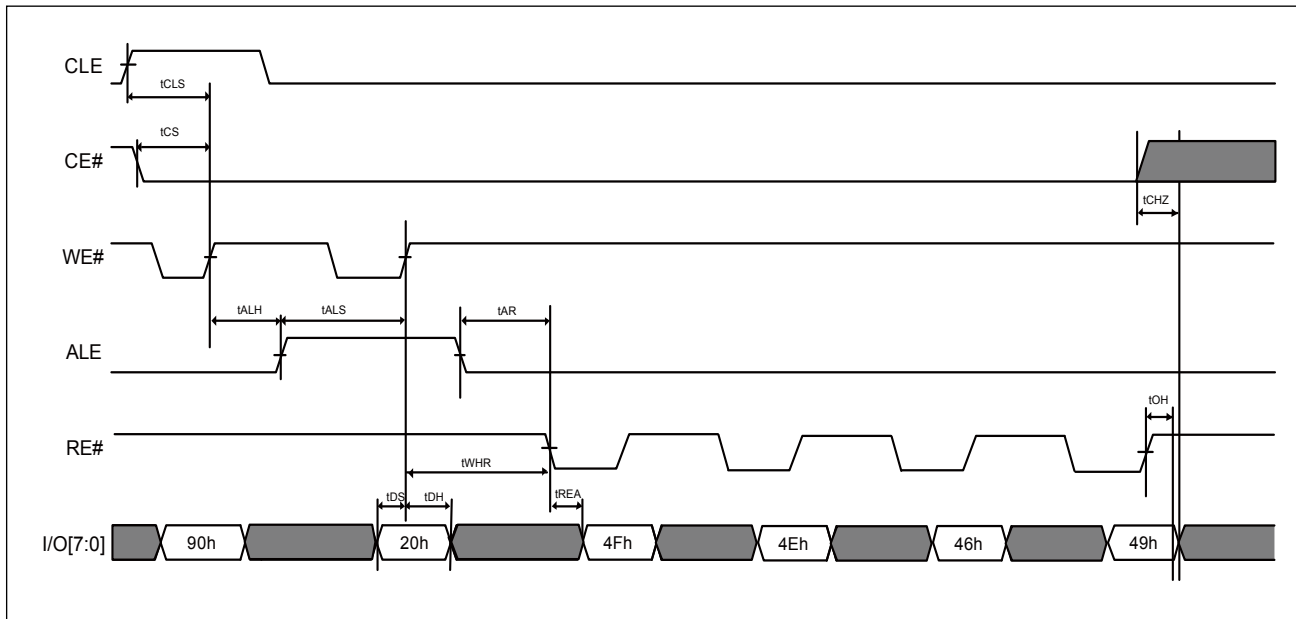 CLE
tCLS
tCS
CE#
tCHZ
WE#
tALH tALS tAR
ALE
tOH
RE#
tWHR
tDS tDH tREA
I/O[7:0] 90h 20h 4Fh 4Eh 46h 49h